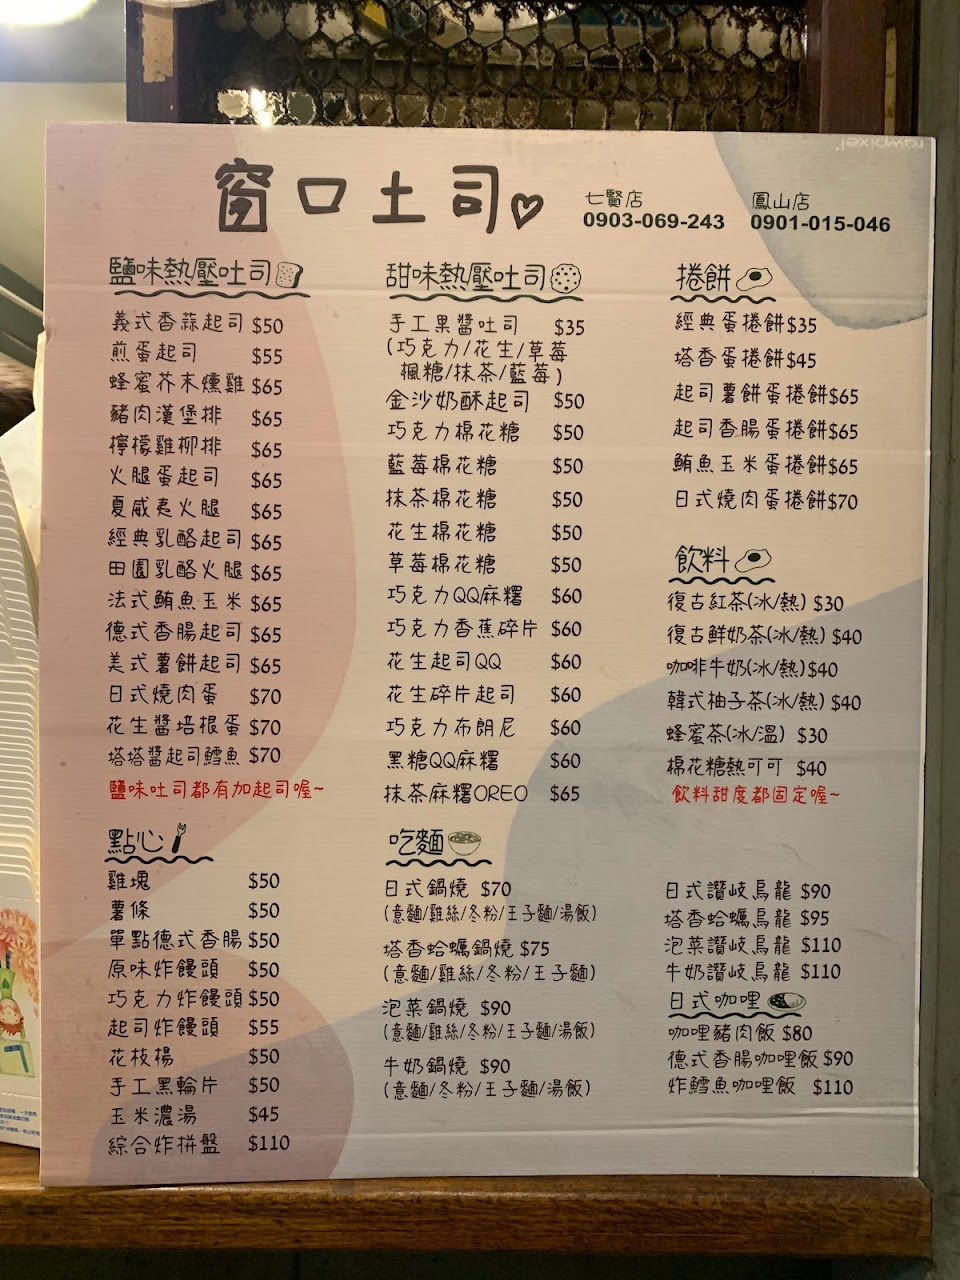 rawpixel
窗口土司
七賢店
0903-069-243
鳳山店
0901-015-046
鹽味熱壓吐司
義式香蒜起司 $50
煎蛋起司 $55
蜂蜜芥末燻雞 $65
豬肉漢堡排 $65
檸檬雞柳排 $65
火腿蛋起司 $65
夏威夷火腿 $65
經典乳酪起司 $65
田園乳酪火腿 $65
法式鮪魚玉米 $65
德式香腸起司 $65
美式薯餅起司 $65
日式燒肉蛋 $70
花生醬培根蛋 $70
塔塔醬起司鱈魚 $70
鹽味吐司都有加起司喔~
點心
雞塊 $50
薯條 $50
單點德式香腸 $50
原味炸饅頭 $50
巧克力炸饅頭 $50
起司炸饅頭 $55
花枝楊 $50
手工黑輪片 $50
玉米濃湯 $45
綜合炸拼盤 $110
甜味熱壓吐司
手工果醬吐司 $35
(巧克力/花生/草莓
楓糖/抹茶/藍莓)
金沙奶酥起司 $50
巧克力棉花糖 $50
藍莓棉花糖 $50
抹茶棉花糖 $50
花生棉花糖 $50
草莓棉花糖 $50
巧克力QQ麻糬 $60
巧克力香蕉碎片 $60
花生起司QQ $60
花生碎片起司 $60
巧克力布朗尼 $60
黑糖QQ麻糬 $60
抹茶麻糬OREO $65
吃麵
日式鍋燒 $70
(意麵/雞絲/冬粉/王子麵/湯飯)
塔香蛤蠣鍋燒 $75
(意麵/雞絲/冬粉/王子麵)
泡菜鍋燒 $90
(意麵/雞絲/冬粉/王子麵/湯飯)
牛奶鍋燒 $90
(意麵/冬粉/王子麵/湯飯)
捲餅
經典蛋捲餅$35
塔香蛋捲餅$45
起司薯餅蛋捲餅$65
起司香腸蛋捲餅$65
鮪魚玉米蛋捲餅$65
日式燒肉蛋捲餅$70
飲料
復古紅茶(冰/熱) $30
復古鮮奶茶(冰/熱) $40
咖啡牛奶(冰/熱)$40
韓式柚子茶(冰/熱) $40
蜂蜜茶(冰/溫) $30
棉花糖熱可可 $40
飲料甜度都固定喔~
日式讚岐烏龍 $90
塔香蛤蠣烏龍 $95
泡菜讚岐烏龍 $110
牛奶讚岐烏龍 $110
日式咖哩
咖哩豬肉飯 $80
德式香腸咖哩飯 $90
炸鱈魚咖哩飯 $110